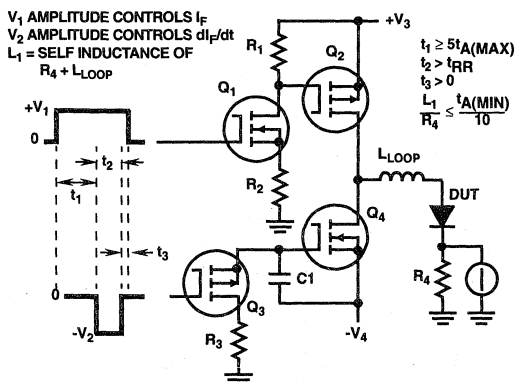 V1 AMPLITUDE CONTROLS IF
V2 AMPLITUDE CONTROLS dIF/dt
L1 = SELF INDUCTANCE OF
R4 + LLOOP
+V3
R1
Q2
t1 ≥ 5tA(MAX)
t2 > tRR
t3 > 0
L1/R4 ≤ tA(MIN)/10
Q1
+V1
0
t2
t1
R2
LLOOP
DUT
Q4
t3
R4
C1
0
-V2
Q3
R3
-V4